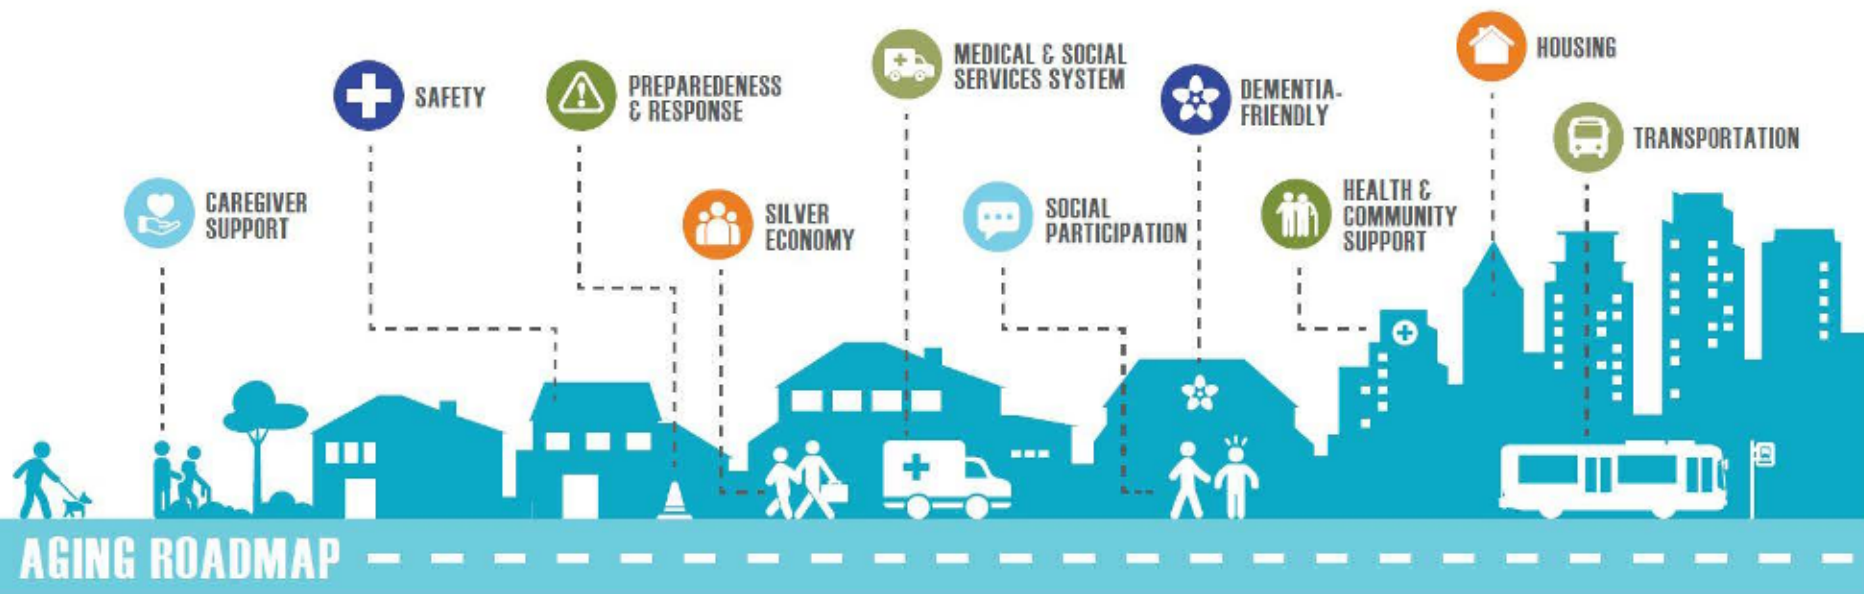 CAREGIVER
SUPPORT
SAFETY
PREPAREDENESS
& RESPONSE
SILVER
ECONOMY
MEDICAL & SOCIAL
SERVICES SYSTEM
SOCIAL
PARTICIPATION
DEMENTIA-
FRIENDLY
HEALTH &
COMMUNITY
SUPPORT
HOUSING
TRANSPORTATION
AGING ROADMAP